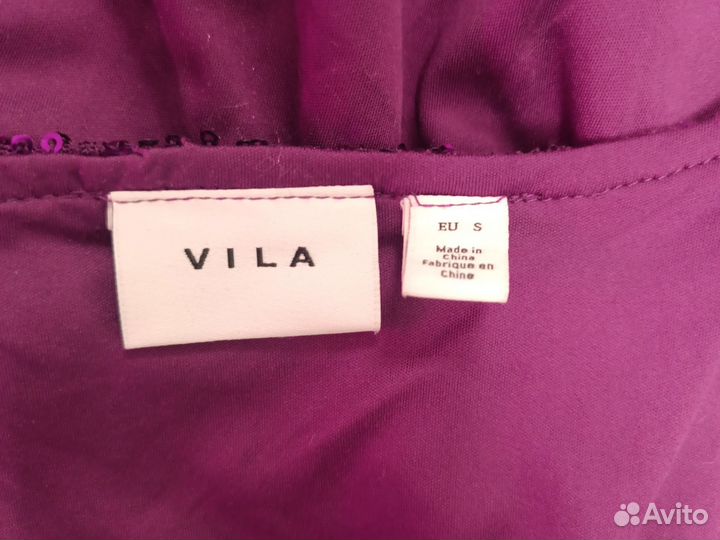 VILA
EU S
Made in
China
Fabrique en
Chine
Avito